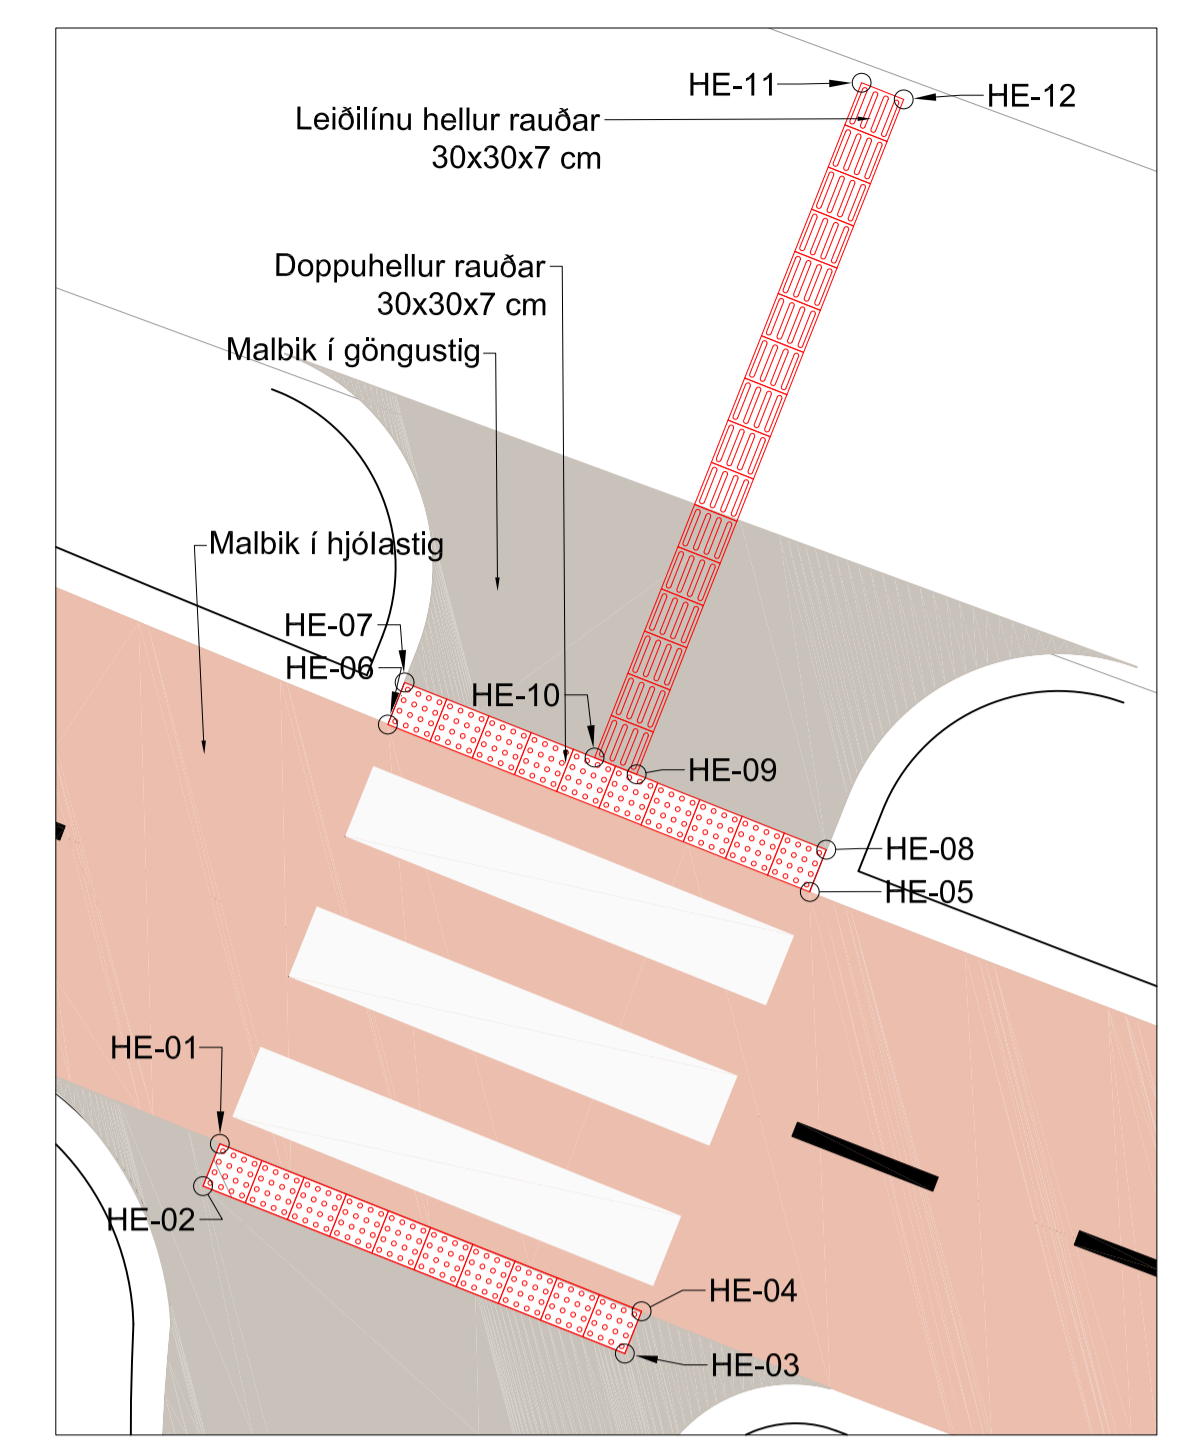 HE-11
HE-12
Leiðilínu hellur rauðar
30x30x7 cm
Doppuhellur rauðar
30x30x7 cm
Malbik í göngustig
Malbik í hjólastig
HE-07
HE-06
HE-10
HE-09
HE-08
HE-05
HE-01
HE-02
HE-04
HE-03